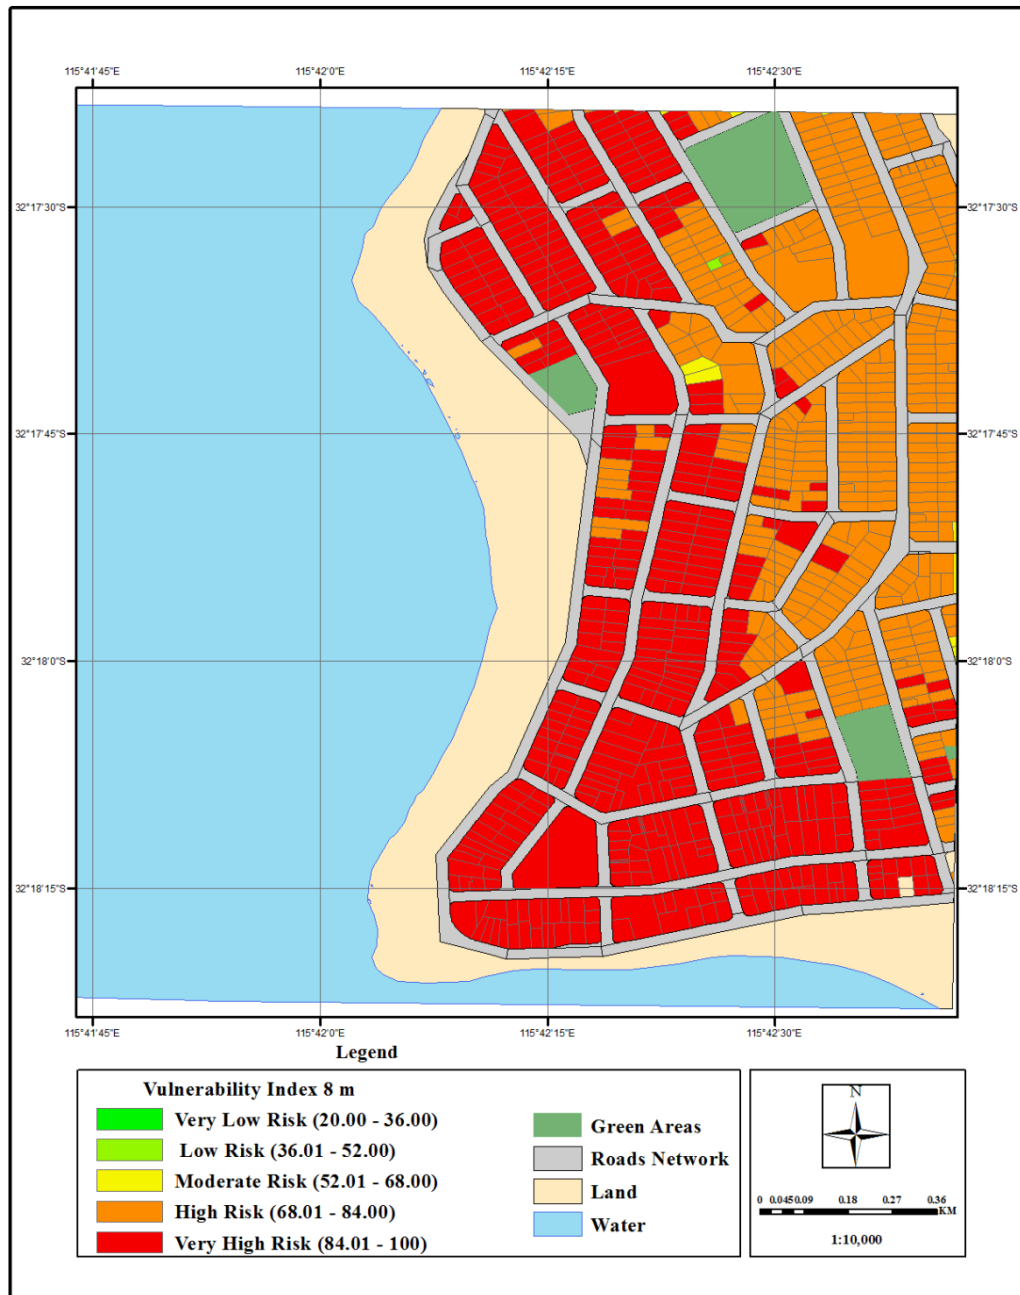 115°41'45"E 115°42'0"E 115°42'15"E 115°42'30"E
32°17'30"S 32°17'30"S
32°17'45"S 32°17'45"S
32°18'0"S 32°18'0"S
32°18'15"S 32°18'15"S
115°41'45"E 115°42'0"E 115°42'15"E 115°42'30"E
Legend
Vulnerability Index 8 m
Very Low Risk (20.00 - 36.00)
Low Risk (36.01 - 52.00)
Moderate Risk (52.01 - 68.00)
High Risk (68.01 - 84.00)
Very High Risk (84.01 - 100)
Green Areas
Roads Network
Land
Water
N
0 0.045 0.09 0.18 0.27 0.36
KM
1:10,000